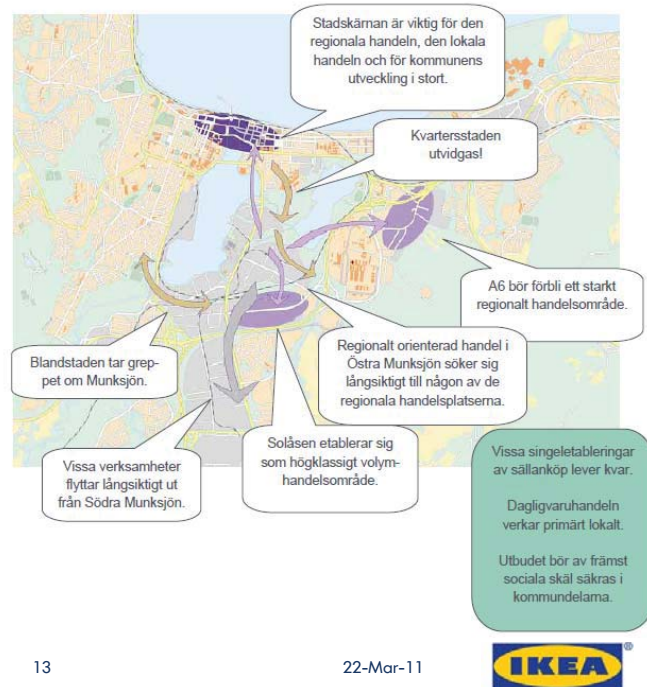 Stadskärnan är viktig för den
regionala handeln, den lokala
handeln och för kommunens
utveckling i stort.
Kvartersstaden
utvidgas!
A6 bör förbli ett starkt
regionalt handelsområde.
Blandstaden tar grep-
pet om Munksjön.
Regionalt orienterad handel i
Östra Munksjön söker sig
långsiktigt till någon av de
regionala handelsplatserna.
Vissa verksamheter
flyttar långsiktigt ut
från Södra Munksjön.
Solåsen etablerar sig
som högklassigt volym-
handelsområde.
Vissa singeletableringar
av sällanköp lever kvar.
Dagligvaruhandeln
verkar primärt lokalt.
Utbudet bör av främst
sociala skäl säkras i
kommundelarna.
13
22-Mar-11
IKEA®